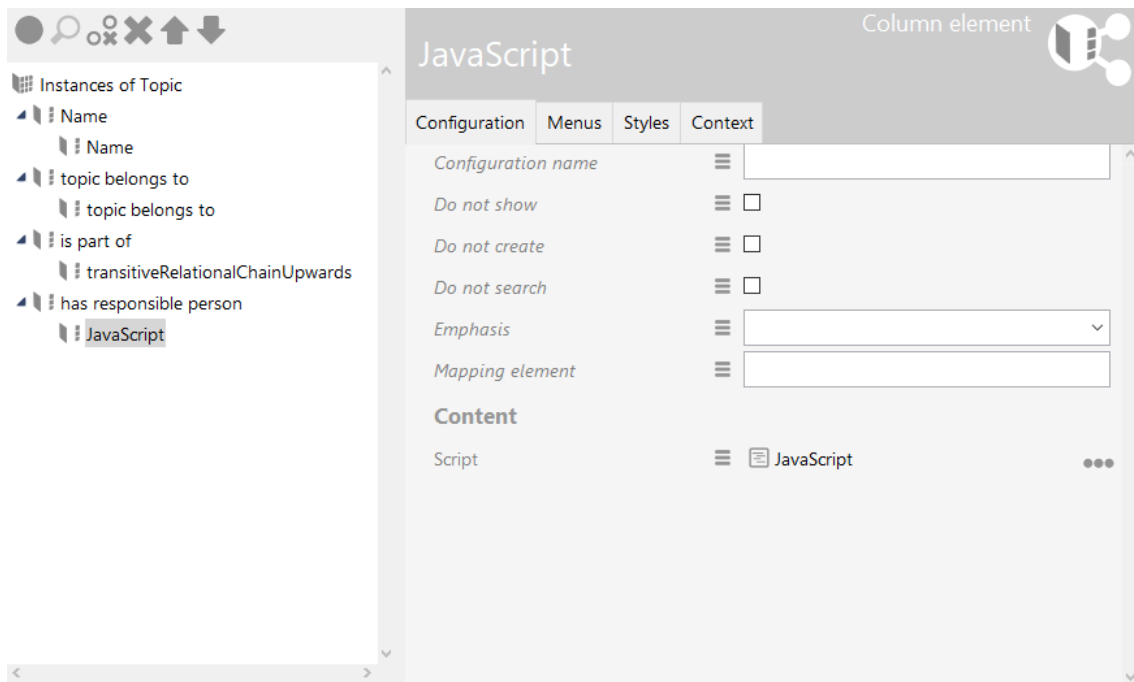 Instances of Topic
Name
Name
topic belongs to
topic belongs to
is part of
transitiveRelationalChainUpwards
has responsible person
JavaScript
Column element
JavaScript
Configuration Menus Styles Context
Configuration name
Do not show
Do not create
Do not search
Emphasis
Mapping element
Content
Script JavaScript